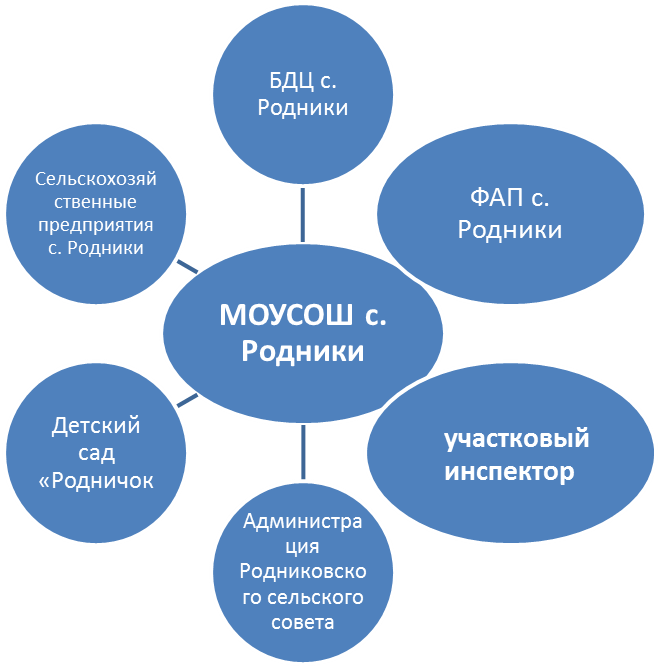 БДЦ с.
Родники
ФАП с.
Родники
Сельскохозяй
ственные
предприятия
с. Родники
МОУСОШ с.
Родники
Детский
сад
«Родничок
участковый
инспектор
Администра
ция
Родниковско
го сельского
совета